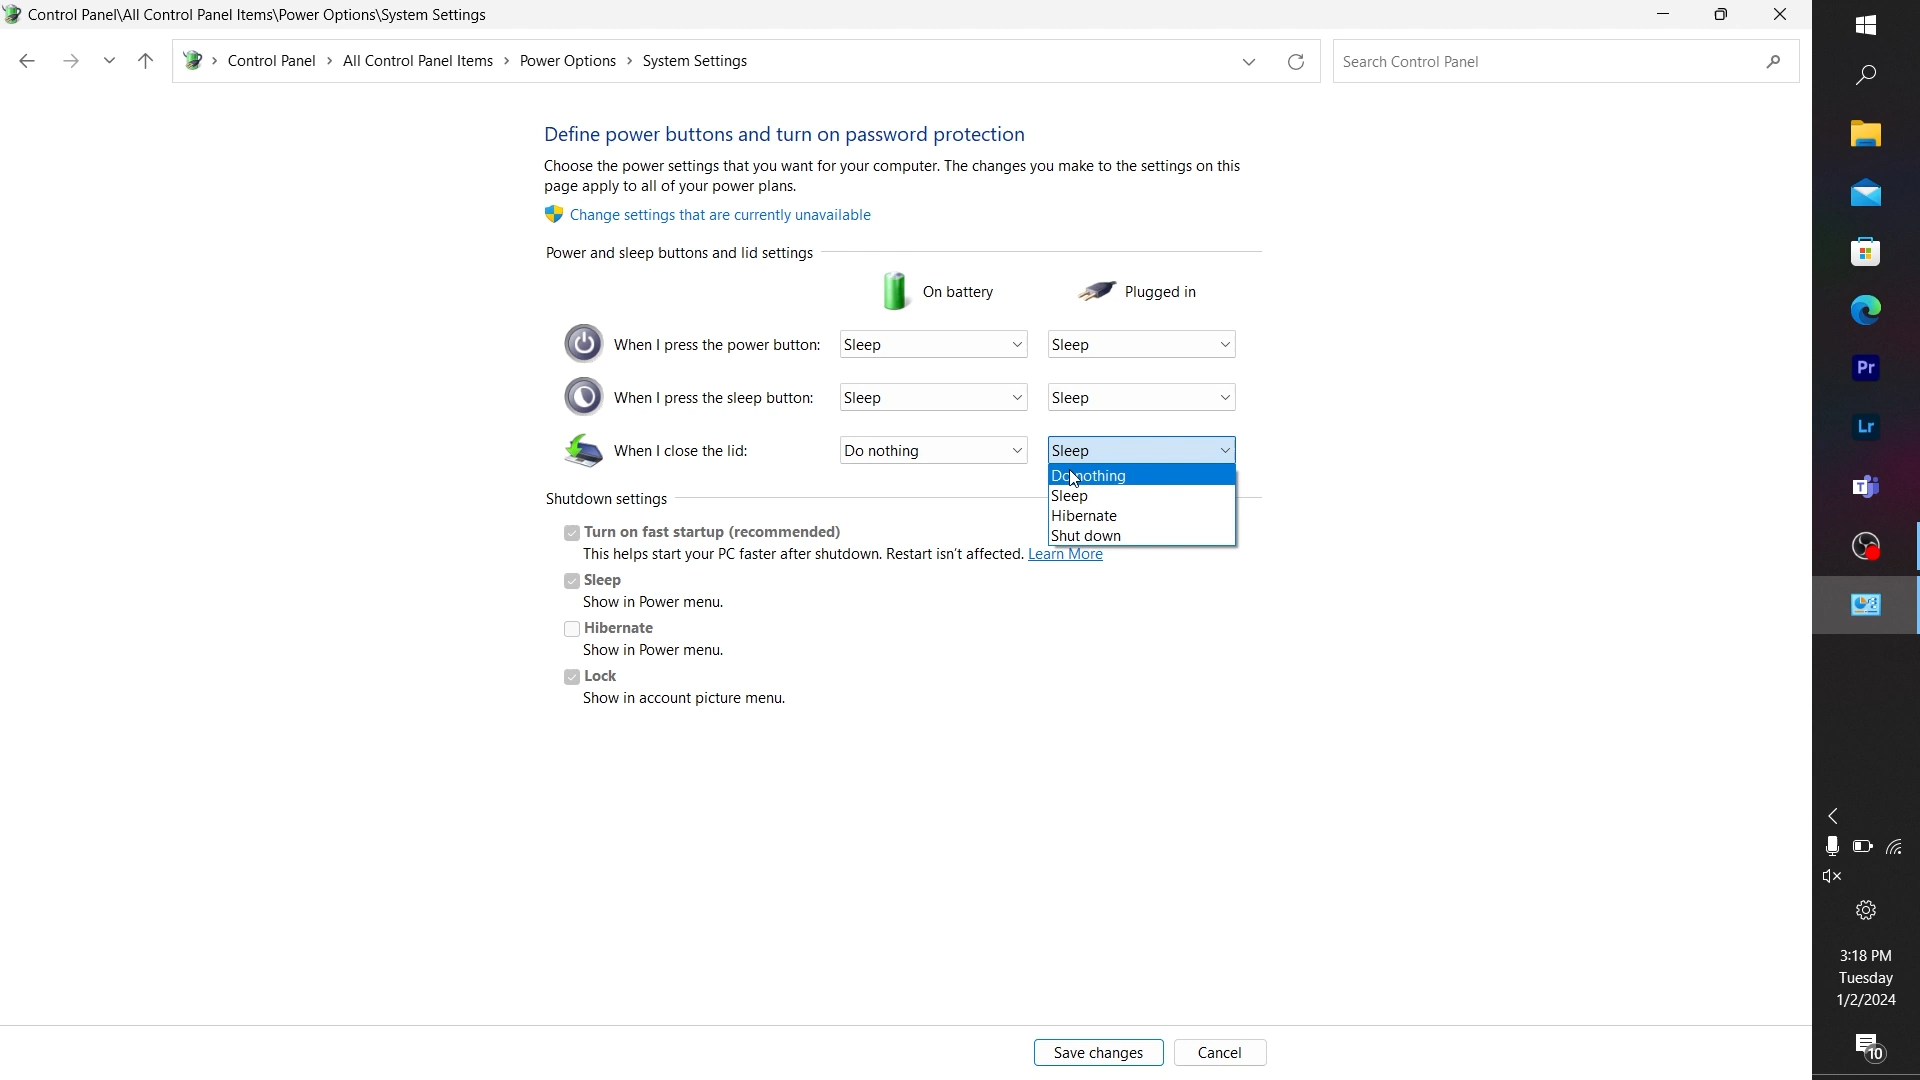 Control Panel\All Control Panel Items\Power Options\System Settings
Control Panel > All Control Panel Items > Power Options > System Settings
Search Control Panel
Define power buttons and turn on password protection
Choose the power settings that you want for your computer. The changes you make to the settings on this
page apply to all of your power plans.
Change settings that are currently unavailable
Power and sleep buttons and lid settings
On battery Plugged in
When I press the power button: Sleep Sleep
When I press the sleep button: Sleep Sleep
When I close the lid: Do nothing Sleep
Do nothing
Sleep
Hibernate
Shut down
Shutdown settings
Turn on fast startup (recommended)
This helps start your PC faster after shutdown. Restart isn't affected. Learn More
Sleep
Show in Power menu.
Hibernate
Show in Power menu.
Lock
Show in account picture menu.
Save changes Cancel
Pr
Lr
3:18 PM
Tuesday
1/2/2024
10